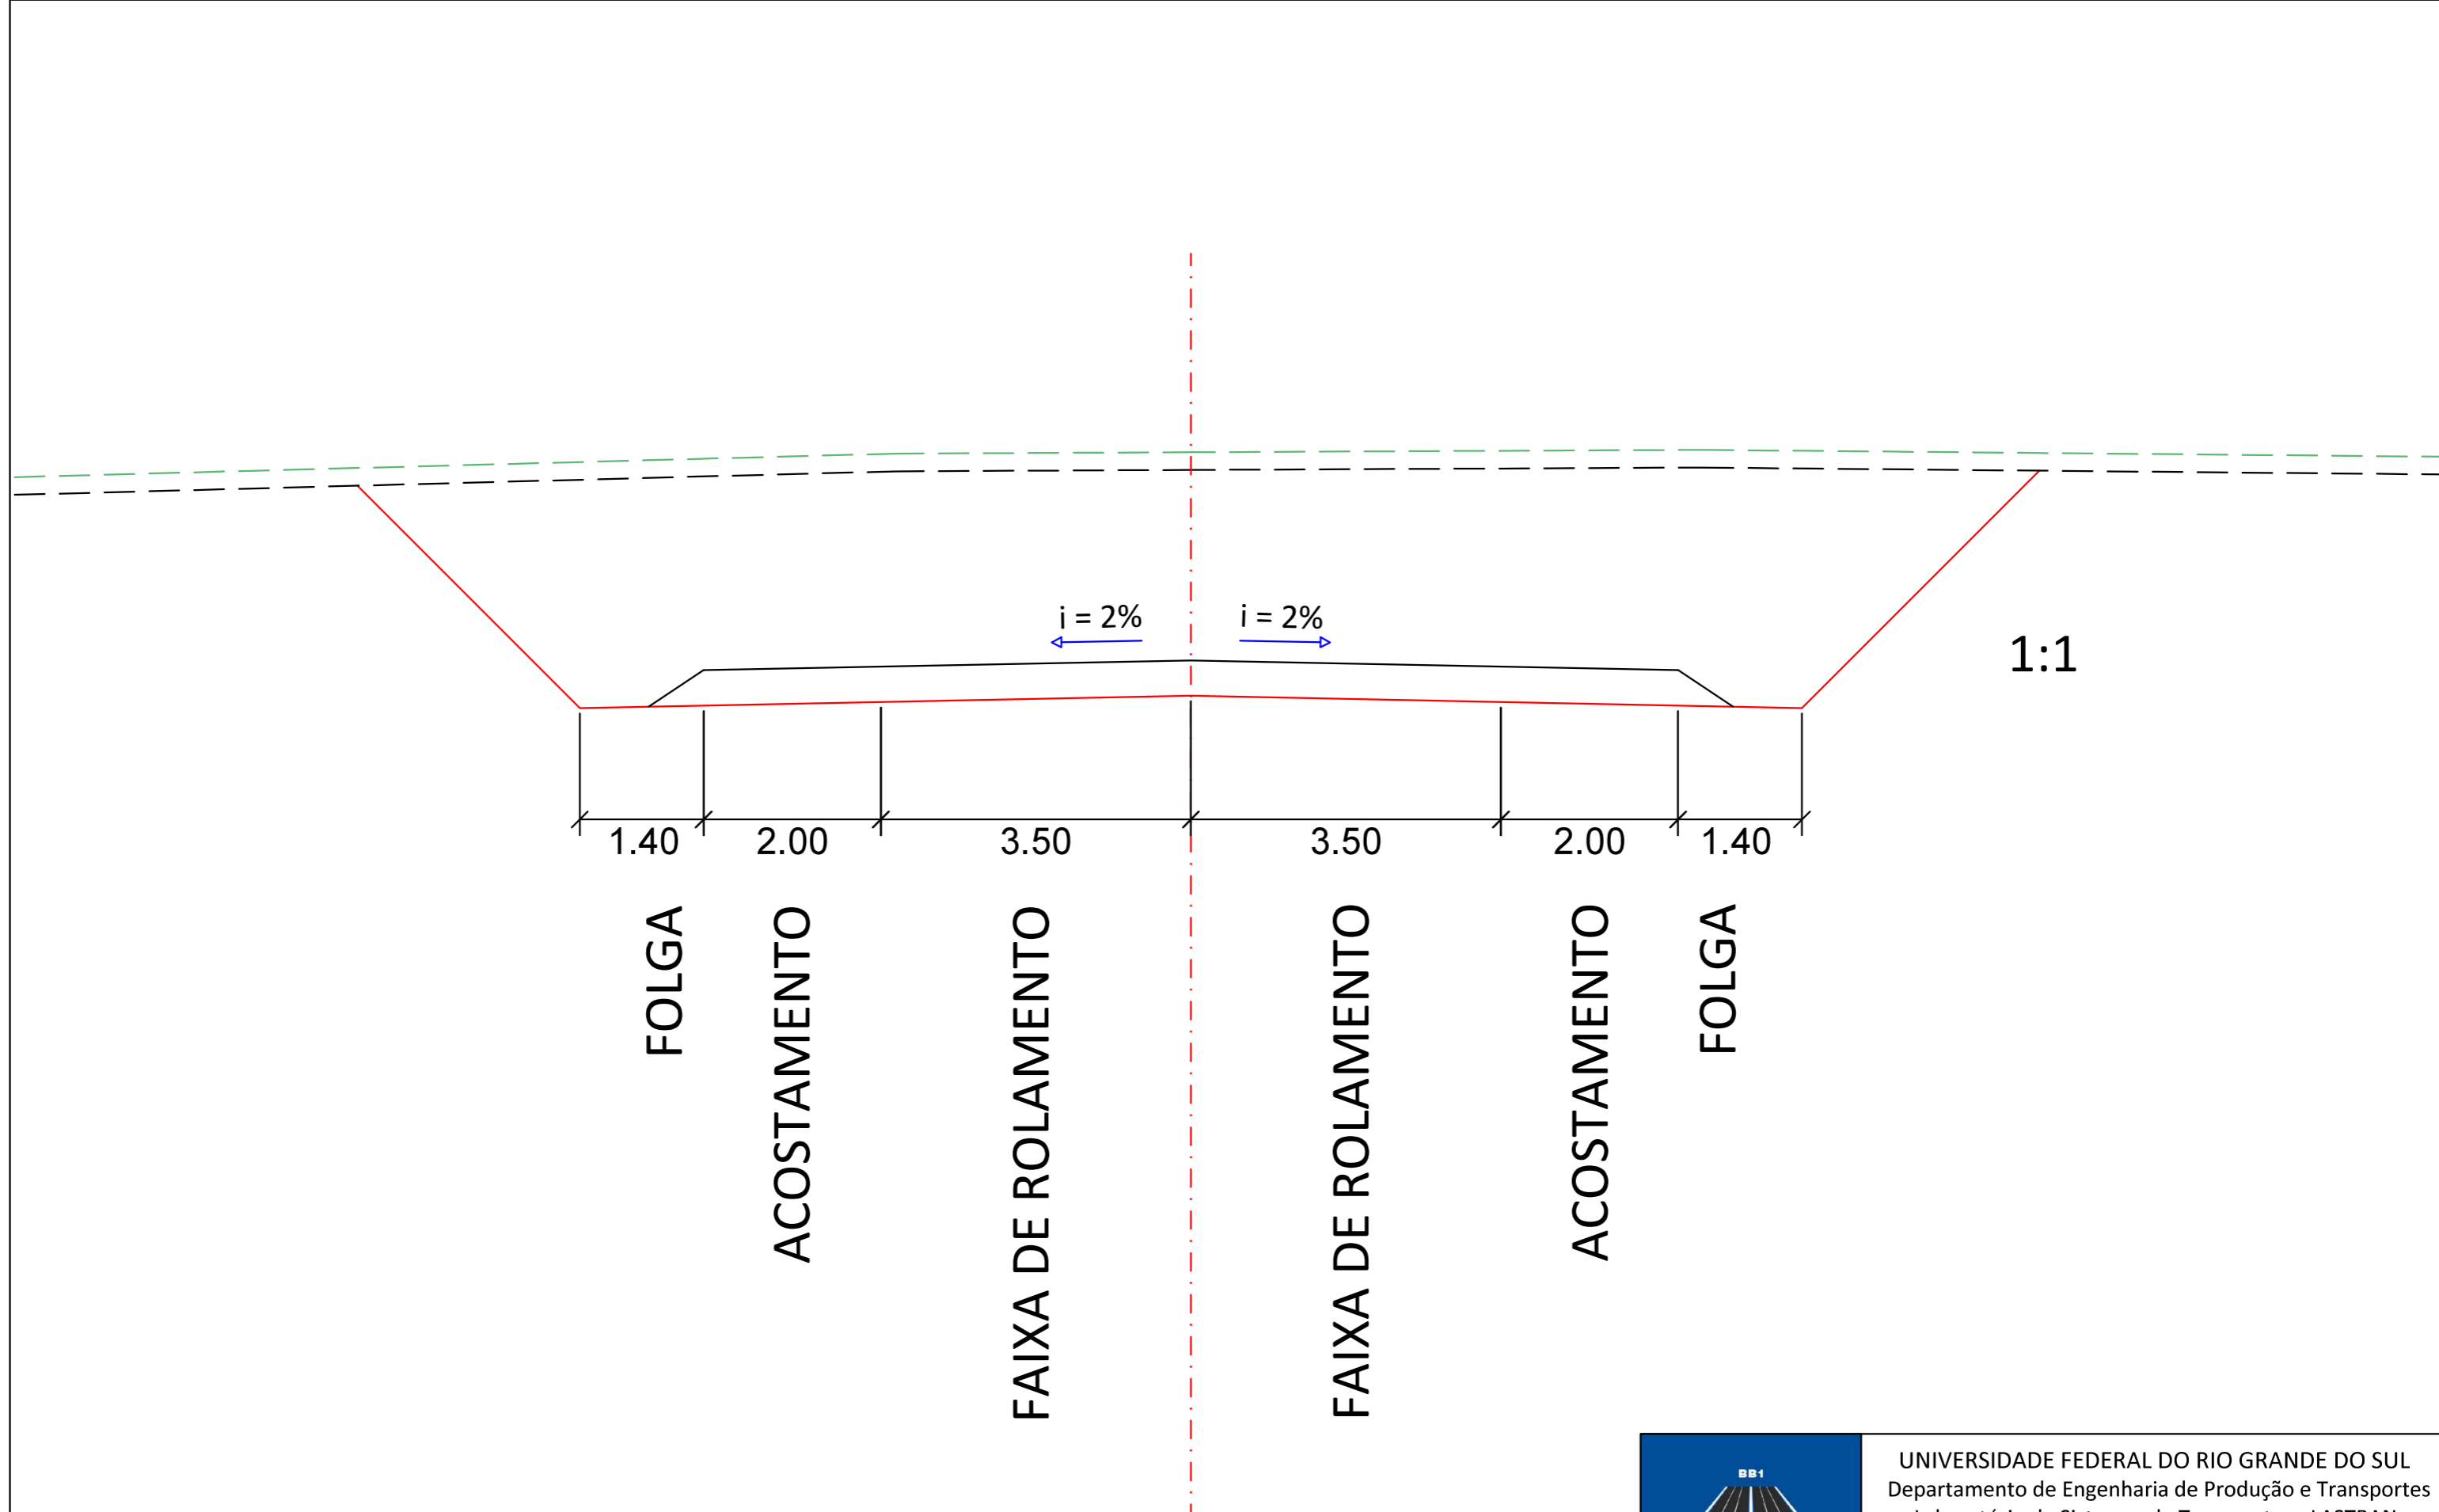 i = 2%
i = 2%
1:1
1.40
2.00
3.50
3.50
2.00
1.40
FOLGA
ACOSTAMENTO
FAIXA DE ROLAMENTO
FAIXA DE ROLAMENTO
ACOSTAMENTO
FOLGA
BB1
UNIVERSIDADE FEDERAL DO RIO GRANDE DO SUL
Departamento de Engenharia de Produção e Transportes